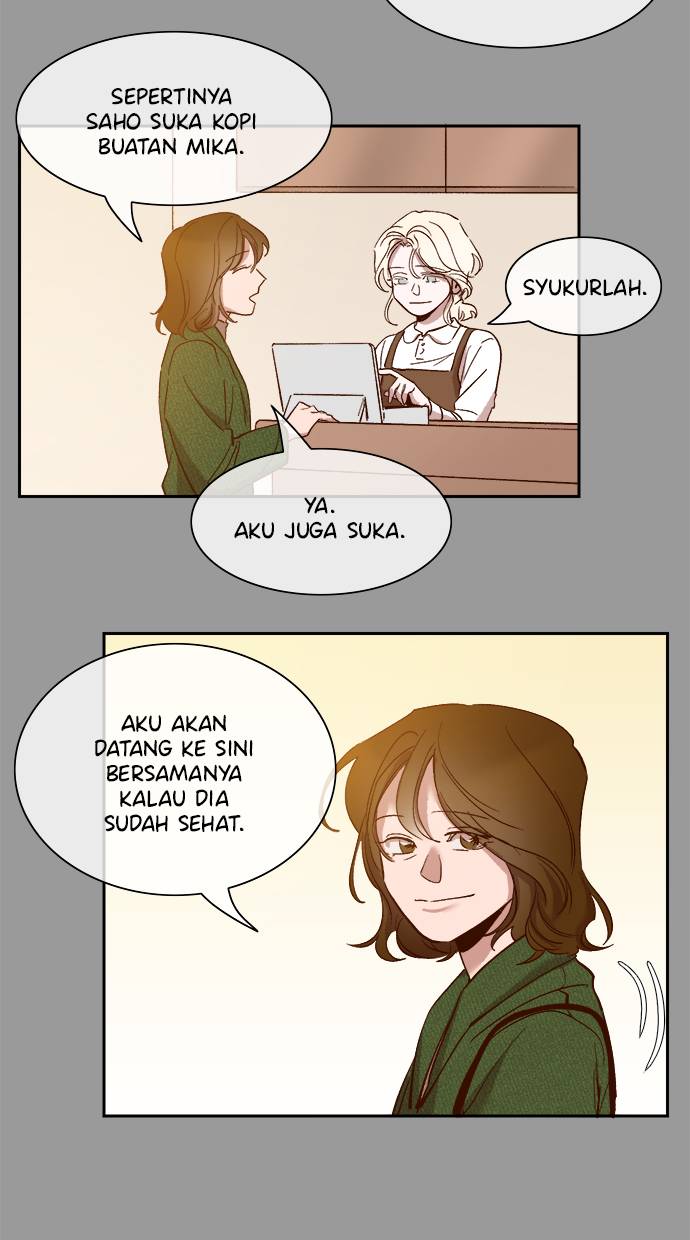 SEPERTINYA
SAHO SUKA KOPI
BUATAN MIKA.
SYUKURLAH.
YA.
AKU JUGA SUKA.
AKU AKAN
DATANG KE SINI
BERSAMANYA
KALAU DIA
SUDAH SEHAT.